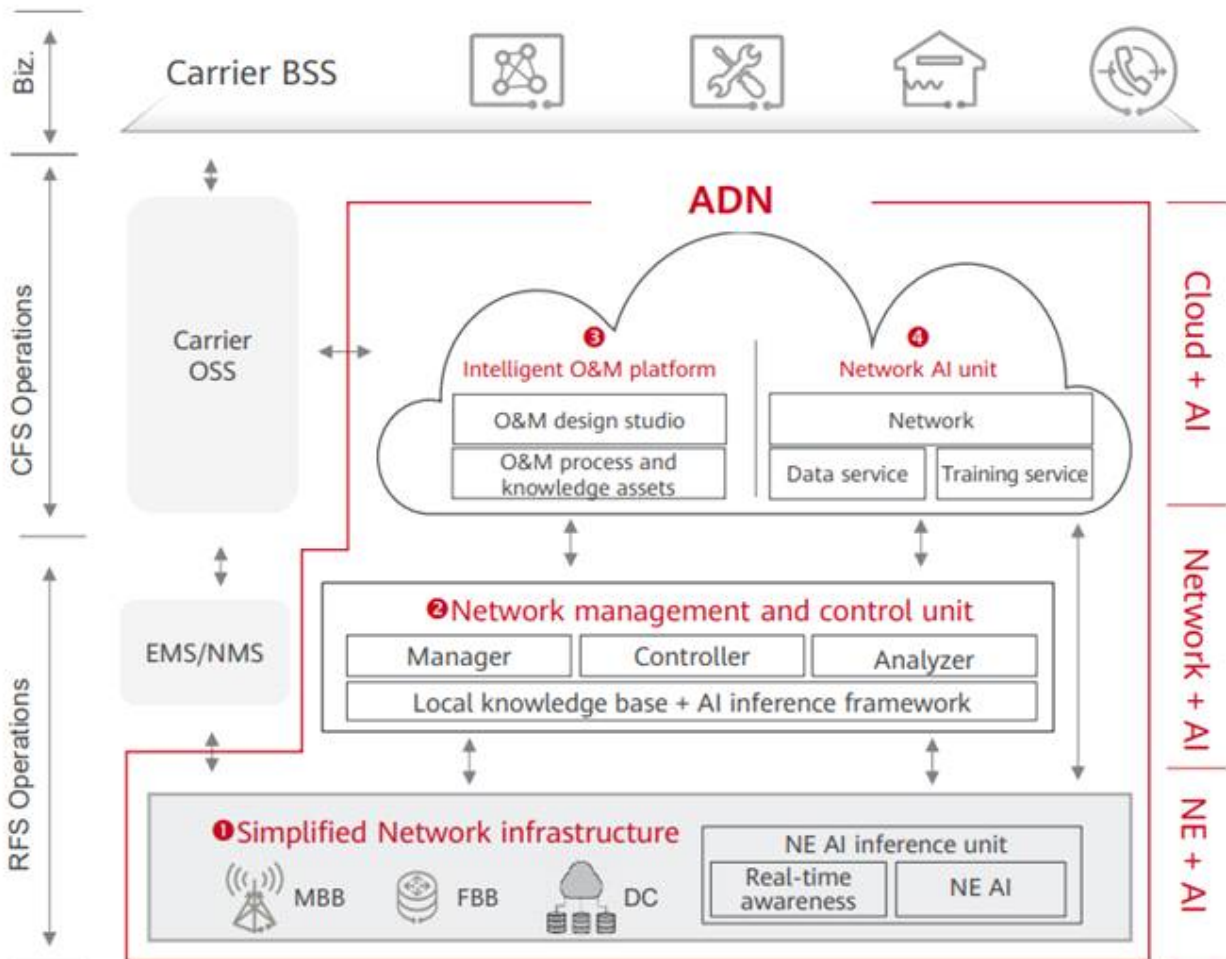 Biz.
Carrier BSS
CFS Operations
ADN
Carrier
OSS
Cloud + AI
❸
Intelligent O&M platform
O&M design studio
O&M process and
knowledge assets
❹
Network AI unit
Network
Data service
Training service
RFS Operations
EMS/NMS
❷Network management and control unit
Manager
Controller
Analyzer
Local knowledge base + AI inference framework
Network + AI
❶Simplified Network infrastructure
MBB
FBB
DC
NE AI inference unit
Real-time
awareness
NE AI
NE + AI